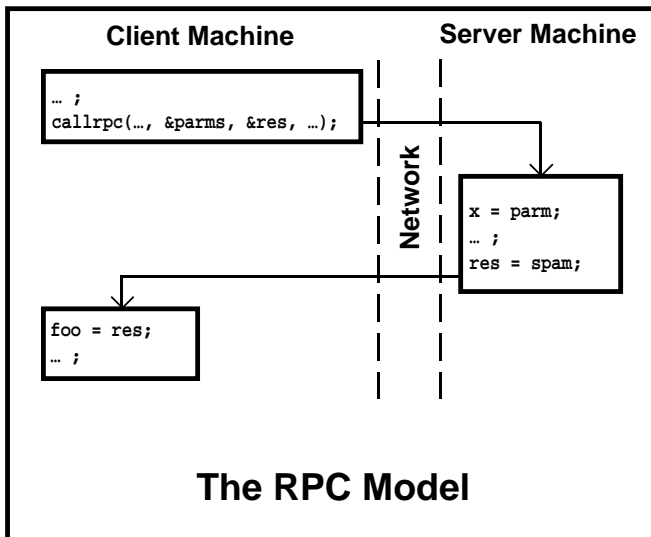 Client Machine
Server Machine
… ;
callrpc(…, &parms, &res, …);
Network
x = parm;
… ;
res = spam;
foo = res;
… ;
The RPC Model